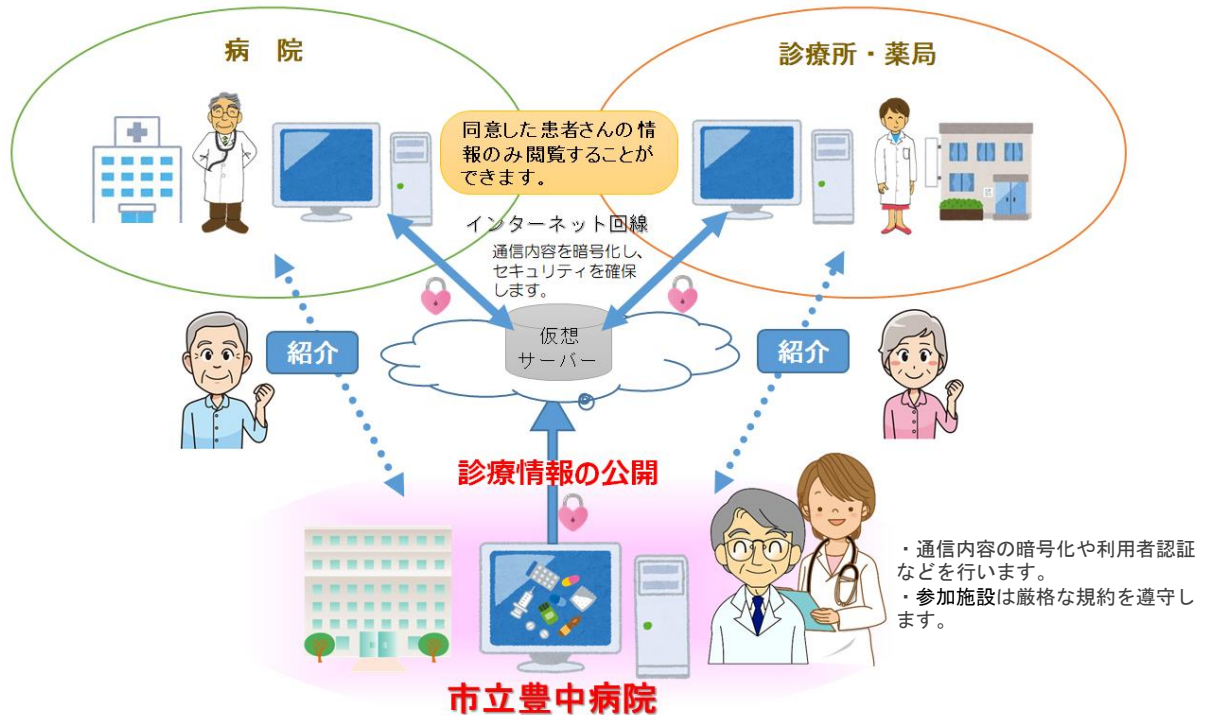 病 院
診療所・薬局
同意した患者さんの情
報のみ閲覧することが
できます。
インターネット回線
通信内容を暗号化し、
セキュリティを確保
します。
仮想
サーバー
紹介
紹介
診療情報の公開
・通信内容の暗号化や利用者認証
などを行います。
・参加施設は厳格な規約を遵守し
ます。
市立豊中病院